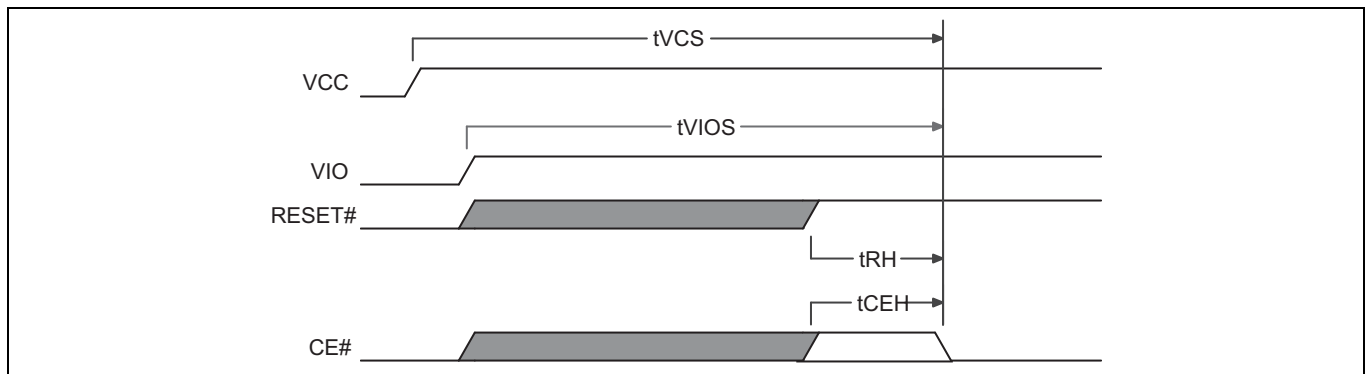 tVCS
VCC
tVIOS
VIO
RESET#
tRH
tCEH
CE#